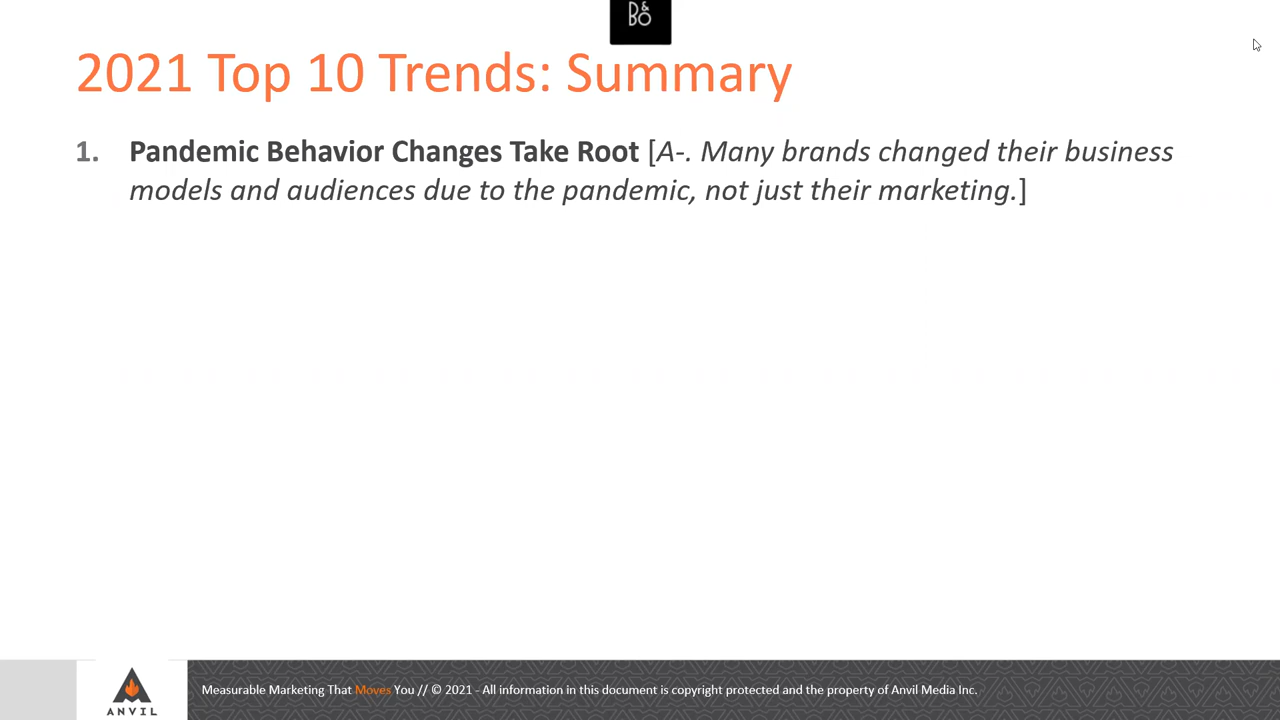 B&
BO
2021 Top 10 Trends: Summary
1. Pandemic Behavior Changes Take Root [A-. Many brands changed their business
models and audiences due to the pandemic, not just their marketing.]
ANVIL
Measurable Marketing That Moves You // © 2021 - All information in this document is copyright protected and the property of Anvil Media Inc.